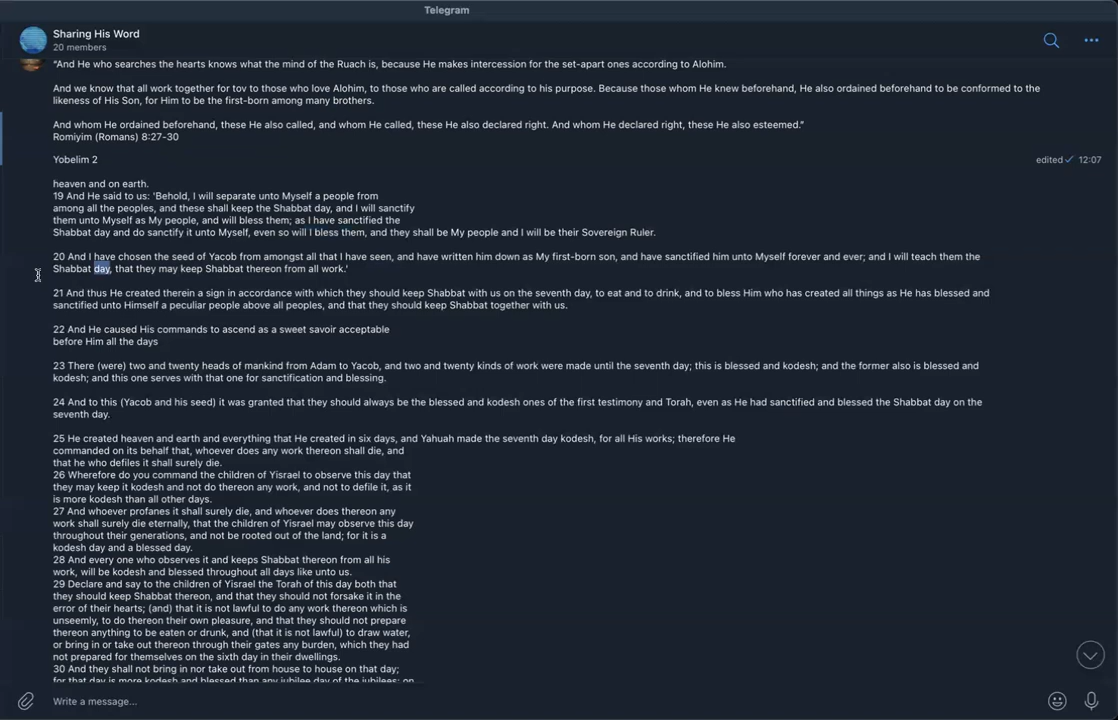 Telegram
Sharing His Word
20 members
“And He who searches the hearts knows what the mind of the Ruach is, because He makes intercession for the set-apart ones according to Alohim.
And we know that all work together for tov to those who love Alohim, to those who are called according to his purpose. Because those whom He knew beforehand, He also ordained beforehand to be conformed to the
likeness of His Son, for Him to be the first-born among many brothers.
And whom He ordained beforehand, these He also called, and whom He called, these He also declared right. And whom He declared right, these He also esteemed.”
Romiyim (Romans) 8:27-30
Yobelim 2
edited 12:07
heaven and on earth.
19 And He said to us: 'Behold, I will separate unto Myself a people from
among all the peoples, and these shall keep the Shabbat day, and I will sanctify
them unto Myself as My people, and will bless them; as I have sanctified the
Shabbat day and do sanctify it unto Myself, even so will I bless them, and they shall be My people and I will be their Sovereign Ruler.
20 And I have chosen the seed of Yacob from amongst all that I have seen, and have written him down as My first-born son, and have sanctified him unto Myself forever and ever; and I will teach them the
Shabbat day, that they may keep Shabbat thereon from all work.'
21 And thus He created therein a sign in accordance with which they should keep Shabbat with us on the seventh day, to eat and to drink, and to bless Him who has created all things as He has blessed and
sanctified unto Himself a peculiar people above all peoples, and that they should keep Shabbat together with us.
22 And He caused His commands to ascend as a sweet savoir acceptable
before Him all the days
23 There (were) two and twenty heads of mankind from Adam to Yacob, and two and twenty kinds of work were made until the seventh day; this is blessed and kodesh; and the former also is blessed and
kodesh; and this one serves with that one for sanctification and blessing.
24 And to this (Yacob and his seed) it was granted that they should always be the blessed and kodesh ones of the first testimony and Torah, even as He had sanctified and blessed the Shabbat day on the
seventh day.
25 He created heaven and earth and everything that He created in six days, and Yahuah made the seventh day kodesh, for all His works; therefore He
commanded on its behalf that, whoever does any work thereon shall die, and
that he who defiles it shall surely die.
26 Wherefore do you command the children of Yisrael to observe this day that
they may keep it kodesh and not do thereon any work, and not to defile it, as it
is more kodesh than all other days.
27 And whoever profanes it shall surely die, and whoever does thereon any
work shall surely die eternally, that the children of Yisrael may observe this day
throughout their generations, and not be rooted out of the land; for it is a
kodesh day and a blessed day.
28 And every one who observes it and keeps Shabbat thereon from all his
work, will be kodesh and blessed throughout all days like unto us.
29 Declare and say to the children of Yisrael the Torah of this day both that
they should keep Shabbat thereon, and that they should not forsake it in the
error of their hearts; (and) that it is not lawful to do any work thereon which is
unseemly, to do thereon their own pleasure, and that they should not prepare
thereon anything to be eaten or drunk, and (that it is not lawful) to draw water,
or bring in or take out thereon through their gates any burden, which they had
not prepared for themselves on the sixth day in their dwellings.
30 And they shall not bring in nor take out from house to house on that day;
for that day is more kodesh and blessed than any jubilee day of the jubilees; on
Write a message...